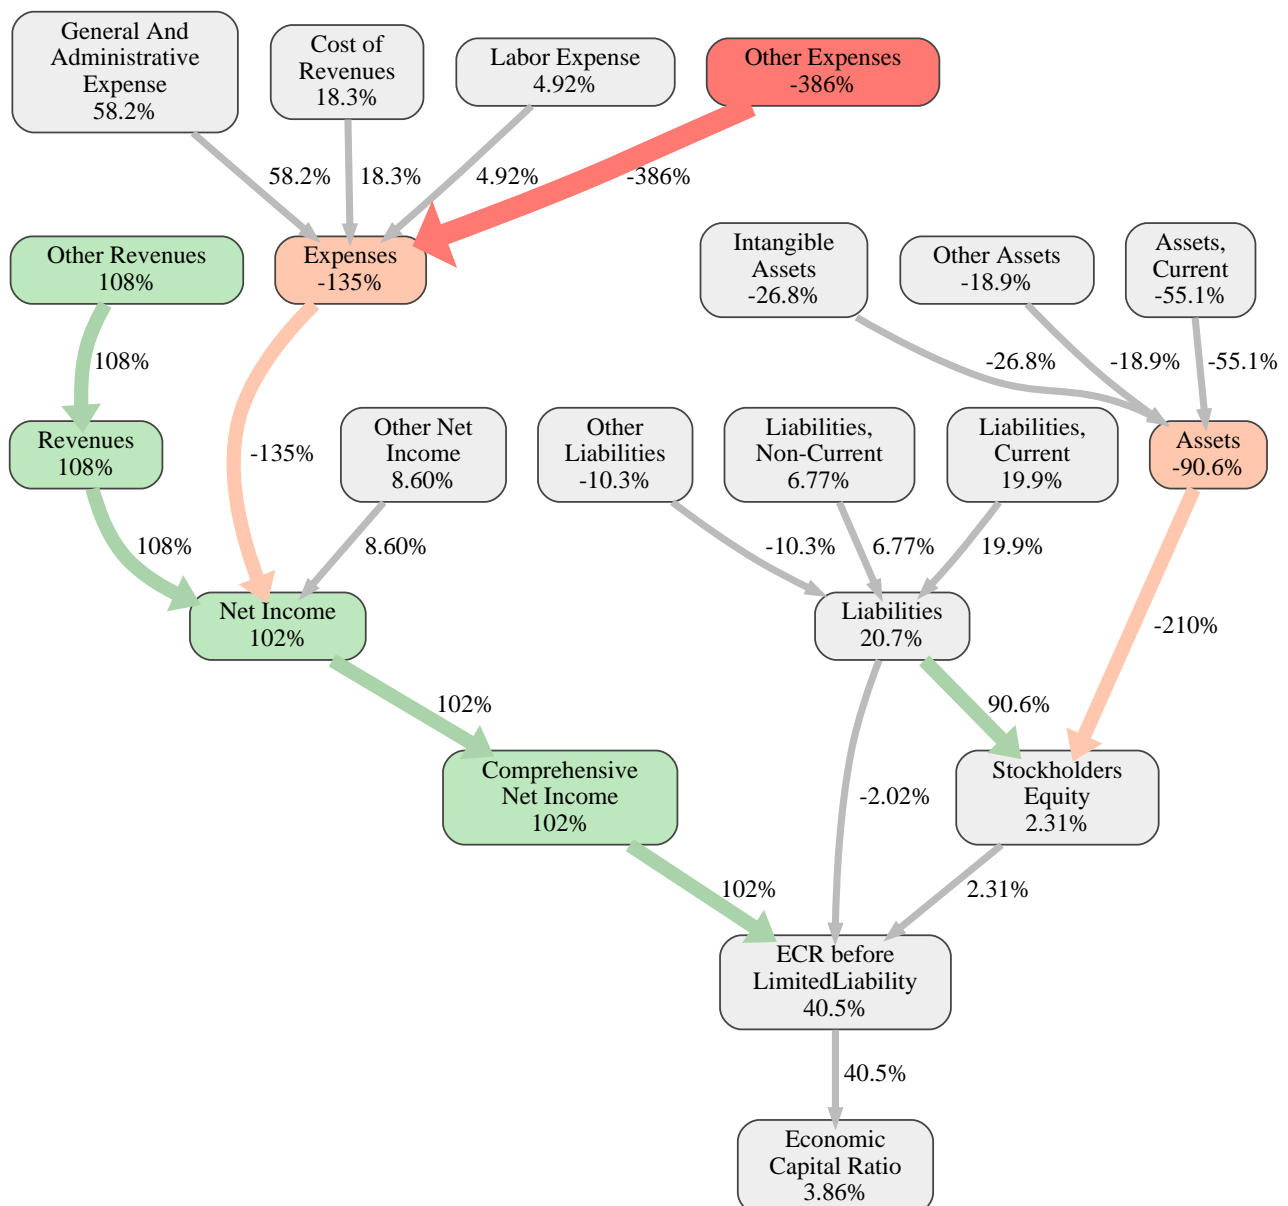 General And
Administrative
Expense
58.2%
Cost of
Revenues
18.3%
Labor Expense
4.92%
Other Expenses
-386%
58.2%
18.3%
4.92%
-386%
Other Revenues
108%
Expenses
-135%
Intangible
Assets
-26.8%
Other Assets
-18.9%
Assets,
Current
-55.1%
108%
-26.8%
-18.9%
-55.1%
Revenues
108%
-135%
Other Net
Income
8.60%
Other
Liabilities
-10.3%
Liabilities,
Non-Current
6.77%
Liabilities,
Current
19.9%
Assets
-90.6%
108%
8.60%
-10.3%
6.77%
19.9%
Net Income
102%
Liabilities
20.7%
-210%
102%
90.6%
Comprehensive
Net Income
102%
-2.02%
Stockholders
Equity
2.31%
102%
2.31%
ECR before
LimitedLiability
40.5%
40.5%
Economic
Capital Ratio
3.86%